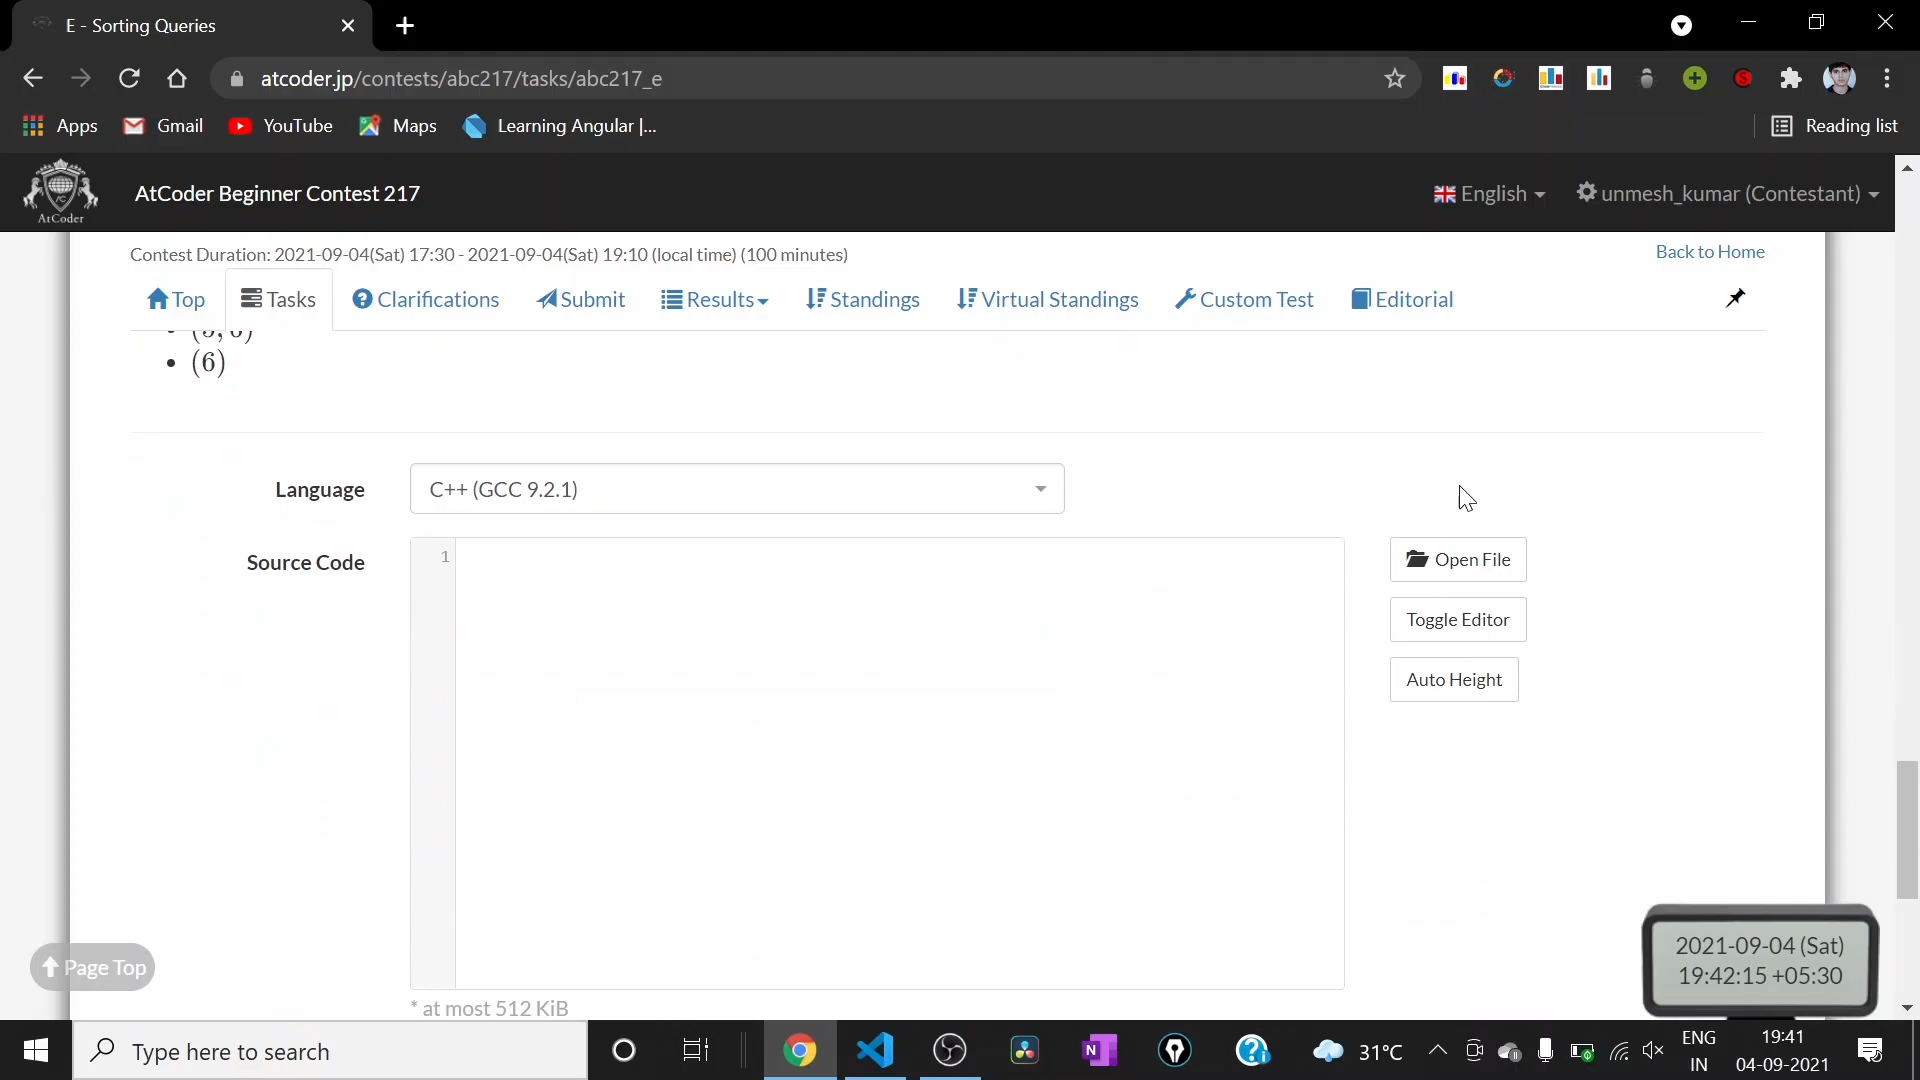 E - Sorting Queries
atcoder.jp/contests/abc217/tasks/abc217_e
Apps Gmail YouTube Maps Learning Angular |... Reading list
AtCoder
AtCoder Beginner Contest 217 English unmesh_kumar (Contestant)
Contest Duration: 2021-09-04(Sat) 17:30 - 2021-09-04(Sat) 19:10 (local time) (100 minutes) Back to Home
Top Tasks Clarifications Submit Results Standings Virtual Standings Custom Test Editorial
• (6)
Language C++ (GCC 9.2.1)
Source Code 1
Open File
Toggle Editor
Auto Height
* at most 512 KiB
Page Top
2021-09-04 (Sat)
19:42:15 +05:30
Type here to search
31°C
ENG
IN
19:41
04-09-2021